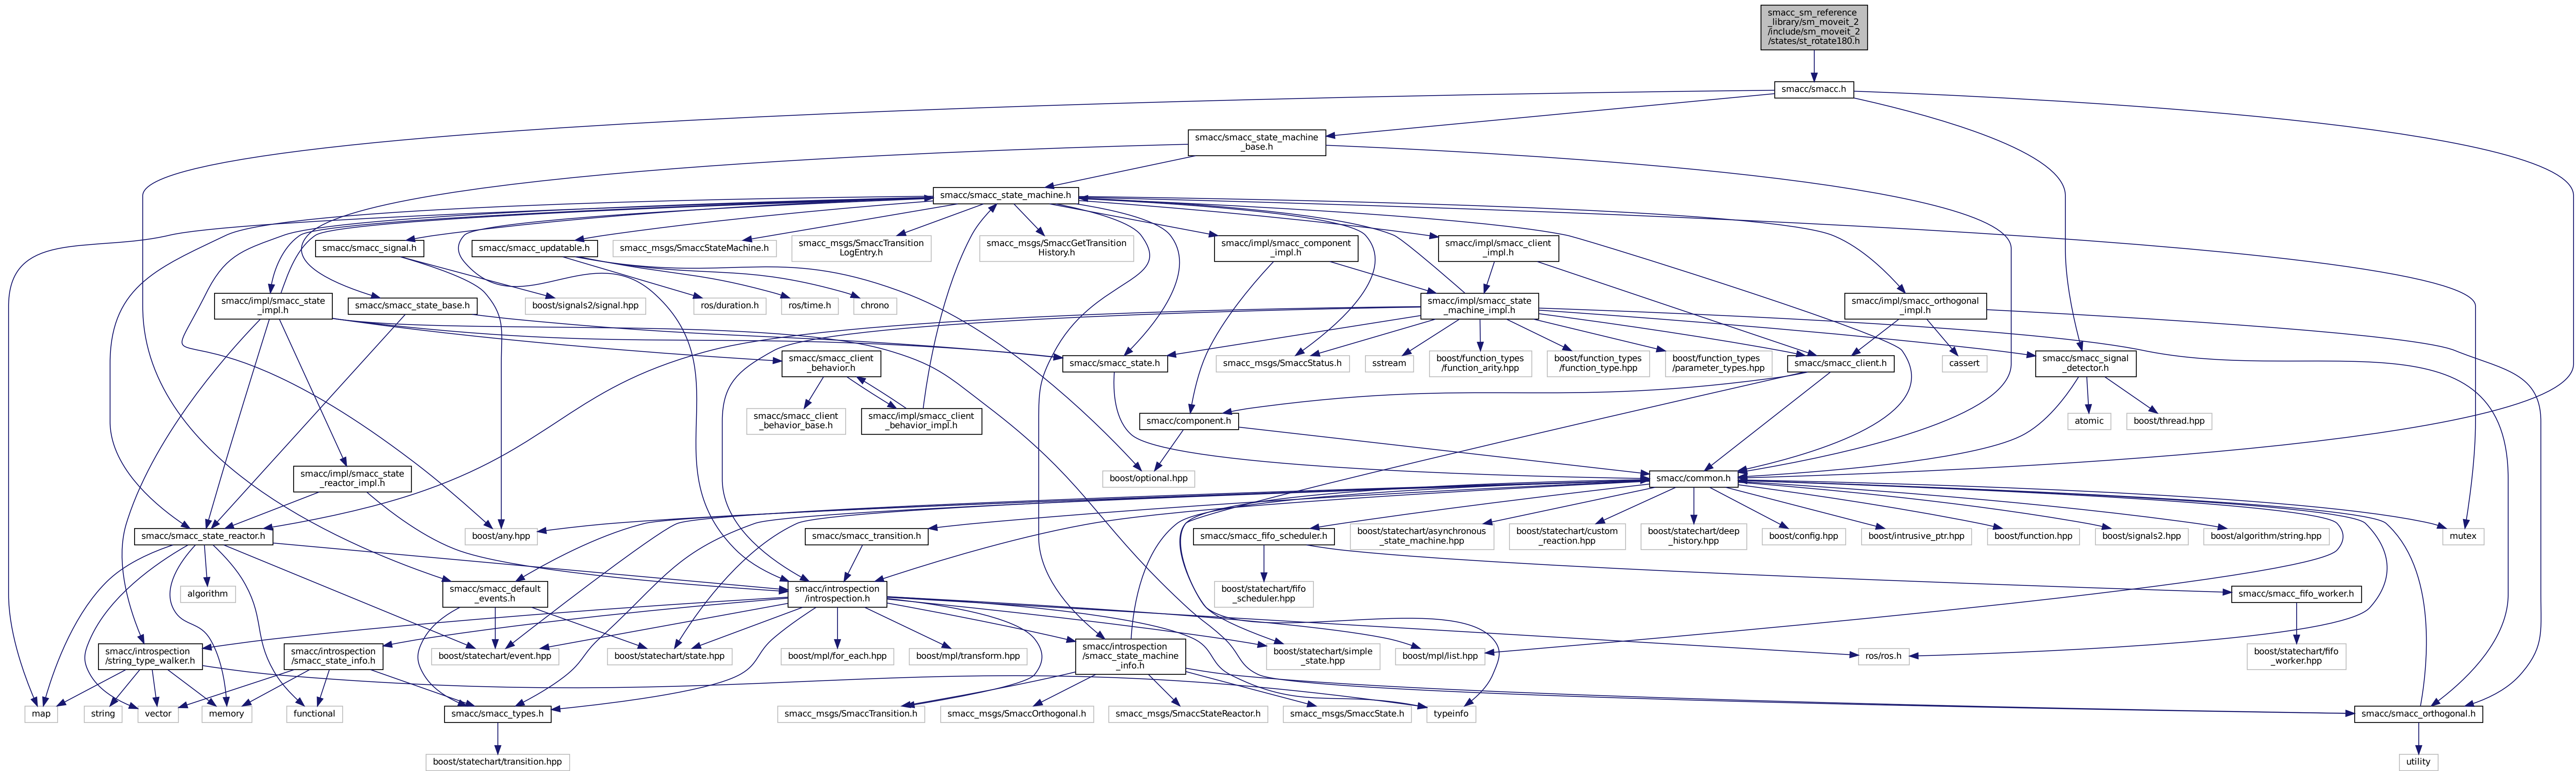 smacc_sm_reference
_library/sm_moveit_2
/include/sm_moveit_2
/states/st_rotate180.h
smacc/smacc.h
smacc/smacc_state_machine
_base.h
smacc/smacc_state_machine.h
smacc/smacc_signal.h
smacc/smacc_updatable.h
smacc_msgs/SmaccStateMachine.h
smacc_msgs/SmaccTransition
LogEntry.h
smacc_msgs/SmaccGetTransition
History.h
smacc/impl/smacc_component
_impl.h
smacc/impl/smacc_client
_impl.h
smacc/impl/smacc_state
_impl.h
smacc/smacc_state_base.h
boost/signals2/signal.hpp
ros/duration.h
ros/time.h
chrono
smacc/impl/smacc_state
_machine_impl.h
smacc/impl/smacc_orthogonal
_impl.h
smacc/smacc_client
_behavior.h
smacc/smacc_state.h
smacc_msgs/SmaccStatus.h
sstream
boost/function_types
/function_arity.hpp
boost/function_types
/function_type.hpp
boost/function_types
/parameter_types.hpp
smacc/smacc_client.h
cassert
smacc/smacc_signal
_detector.h
smacc/smacc_client
_behavior_base.h
smacc/impl/smacc_client
_behavior_impl.h
smacc/component.h
atomic
boost/thread.hpp
smacc/impl/smacc_state
_reactor_impl.h
boost/optional.hpp
smacc/common.h
smacc/smacc_state_reactor.h
boost/any.hpp
smacc/smacc_transition.h
smacc/smacc_fifo_scheduler.h
boost/statechart/asynchronous
_state_machine.hpp
boost/statechart/custom
_reaction.hpp
boost/statechart/deep
_history.hpp
boost/config.hpp
boost/intrusive_ptr.hpp
boost/function.hpp
boost/signals2.hpp
boost/algorithm/string.hpp
mutex
algorithm
smacc/smacc_default
_events.h
smacc/introspection
/introspection.h
boost/statechart/fifo
_scheduler.hpp
smacc/smacc_fifo_worker.h
smacc/introspection
/string_type_walker.h
smacc/introspection
/smacc_state_info.h
boost/statechart/event.hpp
boost/statechart/state.hpp
boost/mpl/for_each.hpp
boost/mpl/transform.hpp
smacc/introspection
/smacc_state_machine
_info.h
boost/statechart/simple
_state.hpp
boost/mpl/list.hpp
ros/ros.h
boost/statechart/fifo
_worker.hpp
map
string
vector
memory
functional
smacc/smacc_types.h
smacc_msgs/SmaccTransition.h
smacc_msgs/SmaccOrthogonal.h
smacc_msgs/SmaccStateReactor.h
smacc_msgs/SmaccState.h
typeinfo
smacc/smacc_orthogonal.h
boost/statechart/transition.hpp
utility